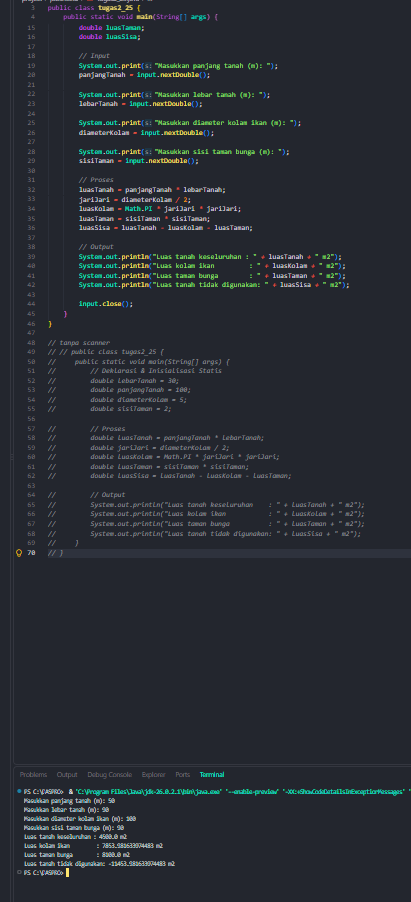 3 public class tugas2_25 {
4 public static void main(String[] args) {
15 double luasTaman;
16 double luasSisa;
17
18 // Input
19 System.out.print(s: "Masukkan panjang tanah (m): ");
20 panjangTanah = input.nextDouble();
21
22 System.out.print(s: "Masukkan lebar tanah (m): ");
23 lebarTanah = input.nextDouble();
24
25 System.out.print(s: "Masukkan diameter kolam ikan (m): ");
26 diameterKolam = input.nextDouble();
27
28 System.out.print(s: "Masukkan sisi taman bunga (m): ");
29 sisiTaman = input.nextDouble();
30
31 // Proses
32 luasTanah = panjangTanah * lebarTanah;
33 jariJari = diameterKolam / 2;
34 luasKolam = Math.PI * jariJari * jariJari;
35 luasTaman = sisiTaman * sisiTaman;
36 luasSisa = luasTanah - luasKolam - luasTaman;
37
38 // Output
39 System.out.println("Luas tanah keseluruhan : " + luasTanah + " m2");
40 System.out.println("Luas kolam ikan : " + luasKolam + " m2");
41 System.out.println("Luas taman bunga : " + luasTaman + " m2");
42 System.out.println("Luas tanah tidak digunakan: " + luasSisa + " m2");
43
44 input.close();
45 }
46 }
47
48 // tanpa scanner
49 // // public class tugas2_25 {
50 // public static void main(String[] args) {
51 // // Deklarasi & Inisialisasi Statis
52 // double LebarTanah = 30;
53 // double panjangTanah = 100;
54 // double diameterKolam = 5;
55 // double sisiTaman = 2;
56
57 // // Proses
58 // double LuasTanah = panjangTanah * LebarTanah;
59 // double jariJari = diameterKolam / 2;
60 // double LuasKolam = Math.PI * jariJari * jariJari;
61 // double LuasTaman = sisiTaman * sisiTaman;
62 // double LuasSisa = LuasTanah - LuasKolam - LuasTaman;
63
64 // // Output
65 // System.out.println("Luas tanah keseluruhan : " + LuasTanah + " m2");
66 // System.out.println("Luas kolam ikan : " + LuasKolam + " m2");
67 // System.out.println("Luas taman bunga : " + LuasTaman + " m2");
68 // System.out.println("Luas tanah tidak digunakan: " + LuasSisa + " m2");
69 // }
70 // }
Problems Output Debug Console Explorer Ports Terminal
PS C:\DASPRO> & 'C:\Program Files\Java\jdk-26.0.2.1\bin\java.exe' '--enable-preview' '-XX:+ShowCodeDetailsInExceptionMessages' '
Masukkan panjang tanah (m): 50
Masukkan lebar tanah (m): 90
Masukkan diameter kolam ikan (m): 100
Masukkan sisi taman bunga (m): 90
Luas tanah keseluruhan : 4500.0 m2
Luas kolam ikan : 7853.981633974483 m2
Luas taman bunga : 8100.0 m2
Luas tanah tidak digunakan: -11453.981633974483 m2
PS C:\DASPRO>